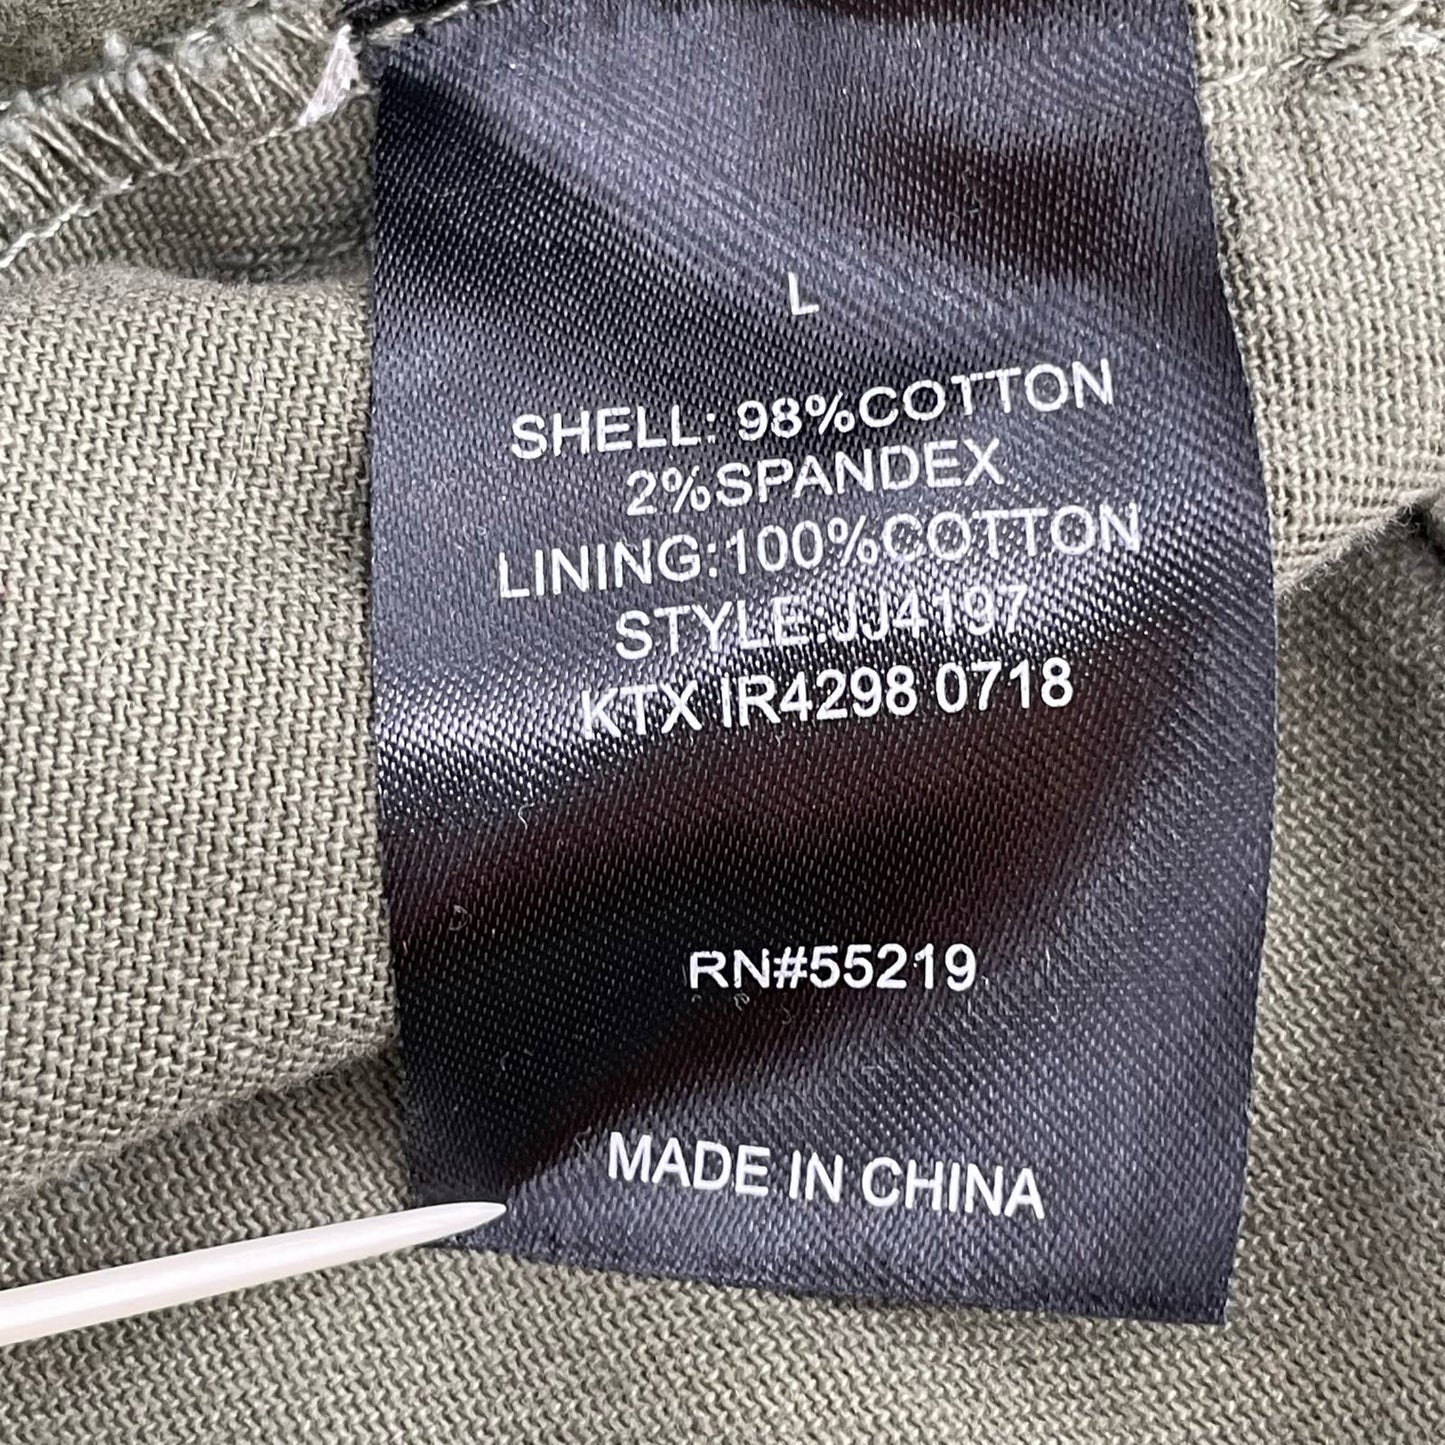 L
SHELL: 98%COTTON
2%SPANDEX
LINING:100%COTTON
STYLE:JJ4197
KTX IR4298 0718
RN#55219
MADE IN CHINA